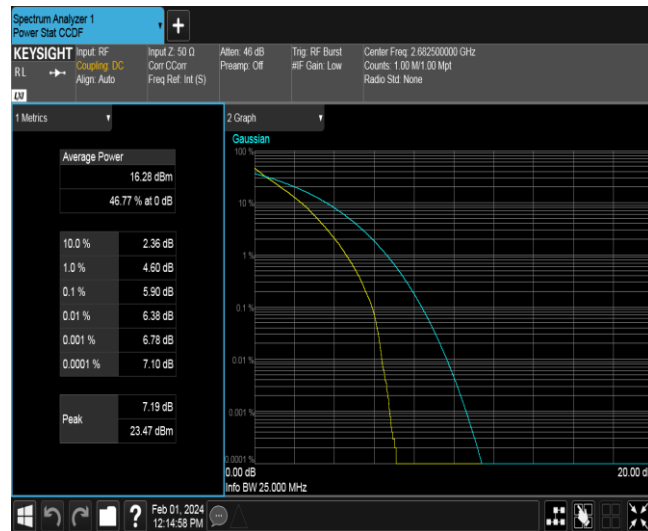 Spectrum Analyzer 1
Power Stat CCDF
KEYSIGHT
RL
LXI
Input: RF
Coupling: DC
Align: Auto
Input Z: 50 Ω
Corr CCorr
Freq Ref: Int (S)
Atten: 46 dB
Preamp: Off
Trig: RF Burst
#IF Gain: Low
Center Freq: 2.682500000 GHz
Counts: 1.00 M/1.00 Mpt
Radio Std: None
1 Metrics
Average Power
16.28 dBm
46.77 % at 0 dB
10.0 % 2.36 dB
1.0 % 4.60 dB
0.1 % 5.90 dB
0.01 % 6.38 dB
0.001 % 6.78 dB
0.0001 % 7.10 dB
Peak
7.19 dB
23.47 dBm
2 Graph
Gaussian
100 %
10 %
1 %
0.1 %
0.01 %
0.001 %
0.0001 %
0.00 dB
20.00 d
Info BW 25.000 MHz
Feb 01, 2024
12:14:58 PM